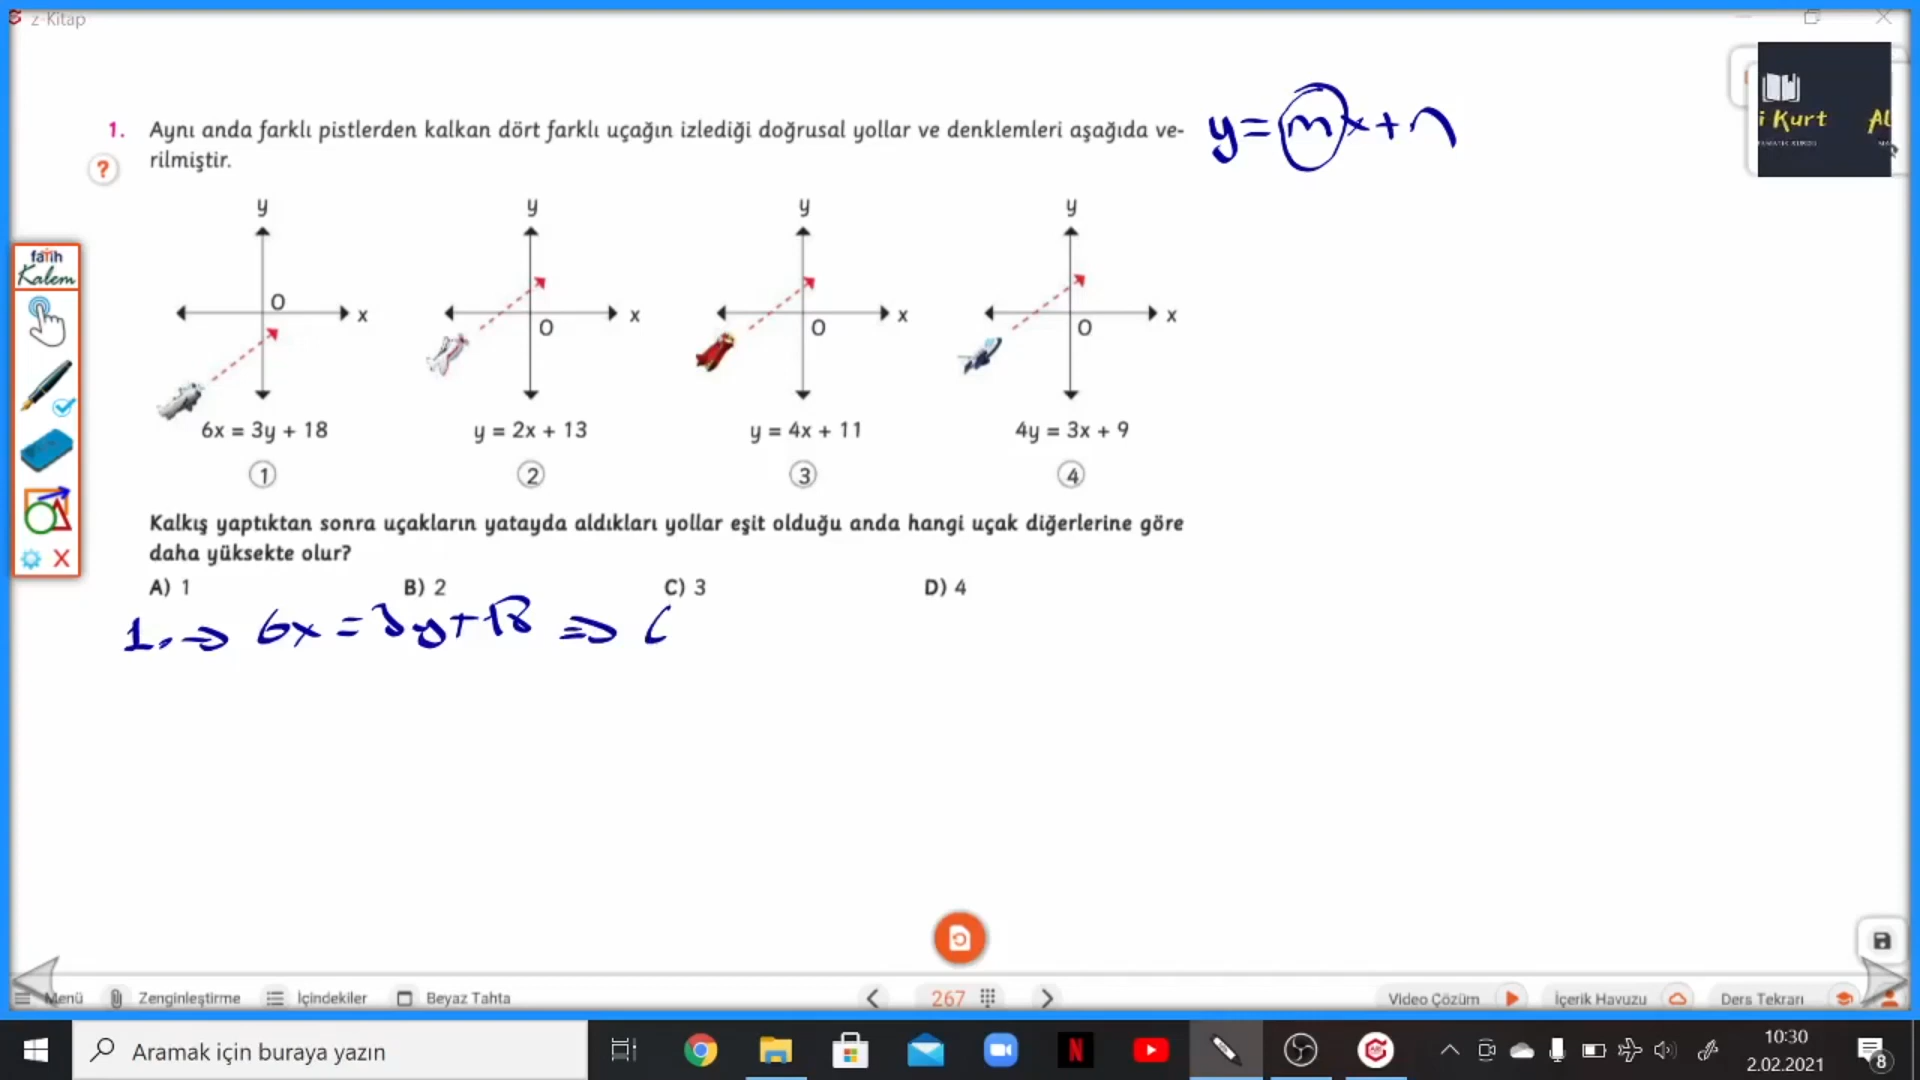 z-Kitap
i Kurt AL
1. Aynı anda farklı pistlerden kalkan dört farklı uçağın izlediği doğrusal yollar ve denklemleri aşağıda ve-
rilmiştir.
y = mx + n
?
fatih
Kalem
y y y y
O x O x O x O x
6x = 3y + 18 y = 2x + 13 y = 4x + 11 4y = 3x + 9
1 2 3 4
Kalkış yaptıktan sonra uçakların yatayda aldıkları yollar eşit olduğu anda hangi uçak diğerlerine göre
daha yüksekte olur?
A) 1 B) 2 C) 3 D) 4
1. ⇒ 6x = 3y + 18 ⇒ (
Menü Zenginleştirme İçindekiler Beyaz Tahta 267 Video Çözüm İçerik Havuzu Ders Tekrarı
Aramak için buraya yazın
10:30
2.02.2021
8